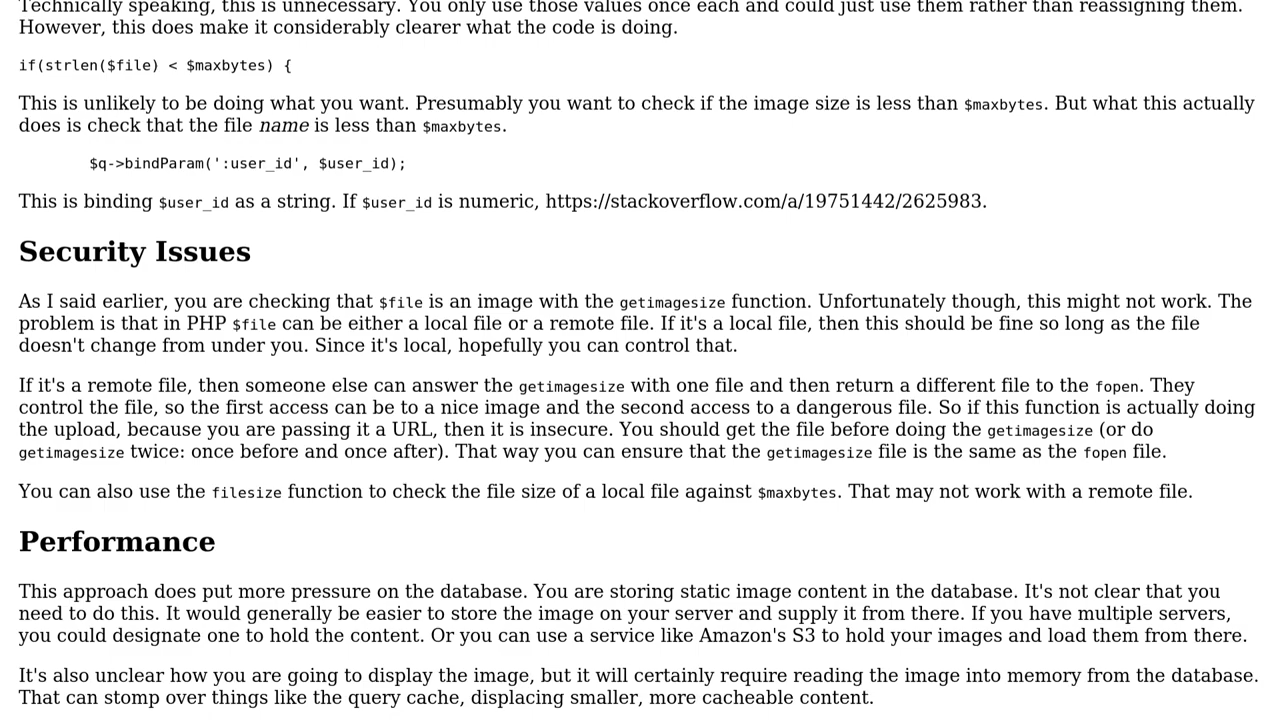 Technically speaking, this is unnecessary. You only use those values once each and could just use them rather than reassigning them.
However, this does make it considerably clearer what the code is doing.
if(strlen($file) < $maxbytes) {
This is unlikely to be doing what you want. Presumably you want to check if the image size is less than $maxbytes. But what this actually
does is check that the file name is less than $maxbytes.
$q->bindParam(':user_id', $user_id);
This is binding $user_id as a string. If $user_id is numeric, https://stackoverflow.com/a/19751442/2625983.
Security Issues
As I said earlier, you are checking that $file is an image with the getimagesize function. Unfortunately though, this might not work. The
problem is that in PHP $file can be either a local file or a remote file. If it's a local file, then this should be fine so long as the file
doesn't change from under you. Since it's local, hopefully you can control that.
If it's a remote file, then someone else can answer the getimagesize with one file and then return a different file to the fopen. They
control the file, so the first access can be to a nice image and the second access to a dangerous file. So if this function is actually doing
the upload, because you are passing it a URL, then it is insecure. You should get the file before doing the getimagesize (or do
getimagesize twice: once before and once after). That way you can ensure that the getimagesize file is the same as the fopen file.
You can also use the filesize function to check the file size of a local file against $maxbytes. That may not work with a remote file.
Performance
This approach does put more pressure on the database. You are storing static image content in the database. It's not clear that you
need to do this. It would generally be easier to store the image on your server and supply it from there. If you have multiple servers,
you could designate one to hold the content. Or you can use a service like Amazon's S3 to hold your images and load them from there.
It's also unclear how you are going to display the image, but it will certainly require reading the image into memory from the database.
That can stomp over things like the query cache, displacing smaller, more cacheable content.